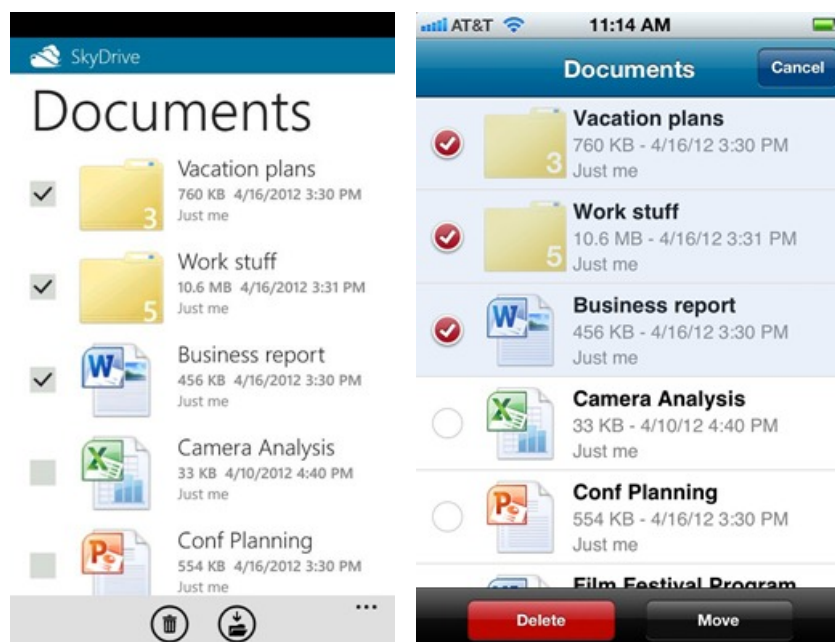 SkyDrive
Documents
Vacation plans
760 KB 4/16/2012 3:30 PM
Just me
3
Work stuff
10.6 MB 4/16/2012 3:31 PM
Just me
5
Business report
456 KB 4/16/2012 3:30 PM
Just me
W
Camera Analysis
33 KB 4/10/2012 4:40 PM
Just me
X
Conf Planning
554 KB 4/16/2012 3:30 PM
Just me
P
...
AT&T 11:14 AM
Documents Cancel
Vacation plans
760 KB - 4/16/12 3:30 PM
Just me
3
Work stuff
10.6 MB - 4/16/12 3:31 PM
Just me
5
Business report
456 KB - 4/16/12 3:30 PM
Just me
W
Camera Analysis
33 KB - 4/10/12 4:40 PM
Just me
X
Conf Planning
554 KB - 4/16/12 3:30 PM
Just me
P
Film Festival Program
Delete Move